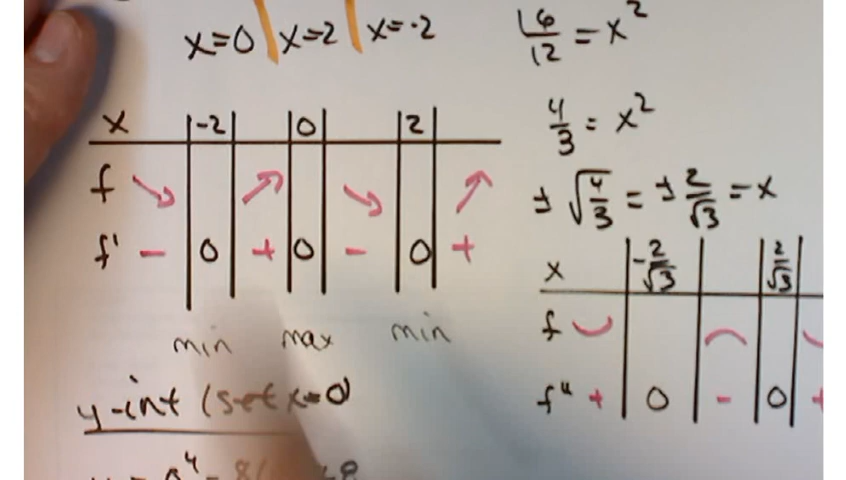 x=0 | x=2 | x=-2
x | -2 | | 0 | | 2 |
f
f' - | 0 | + | 0 | - | 0 | +
min max min
y-int (set x=0)
16/12 = x²
4/3 = x²
± √4/3 = ± 2/√3 = x
x | -2/√3 | | 2/√3 |
f
f" + | 0 | - | 0 | +